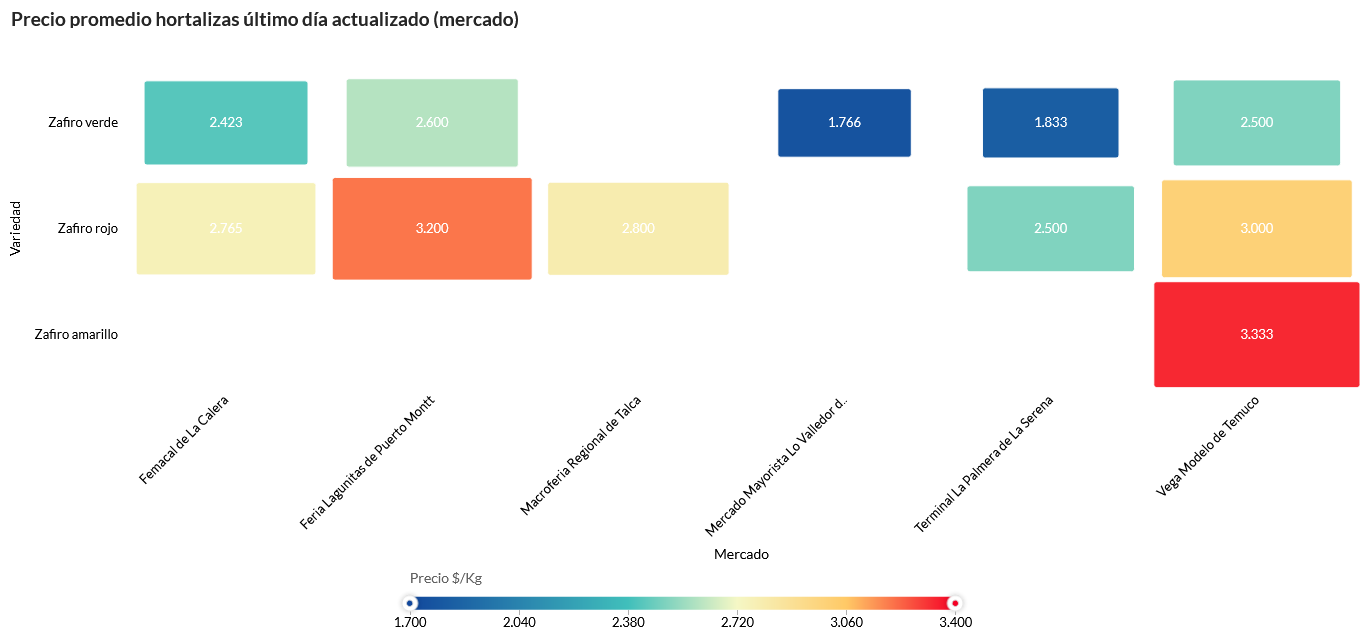 Precio promedio hortalizas último día actualizado (mercado)
Variedad
Zafiro verde 2.423 2.600 1.766 1.833 2.500
Zafiro rojo 2.765 3.200 2.800 2.500 3.000
Zafiro amarillo 3.333
Femacal de La Calera
Feria Lagunitas de Puerto Montt
Macroferia Regional de Talca
Mercado Mayorista Lo Valledor d..
Terminal La Palmera de La Serena
Vega Modelo de Temuco
Mercado
Precio $/Kg
1.700 2.040 2.380 2.720 3.060 3.400